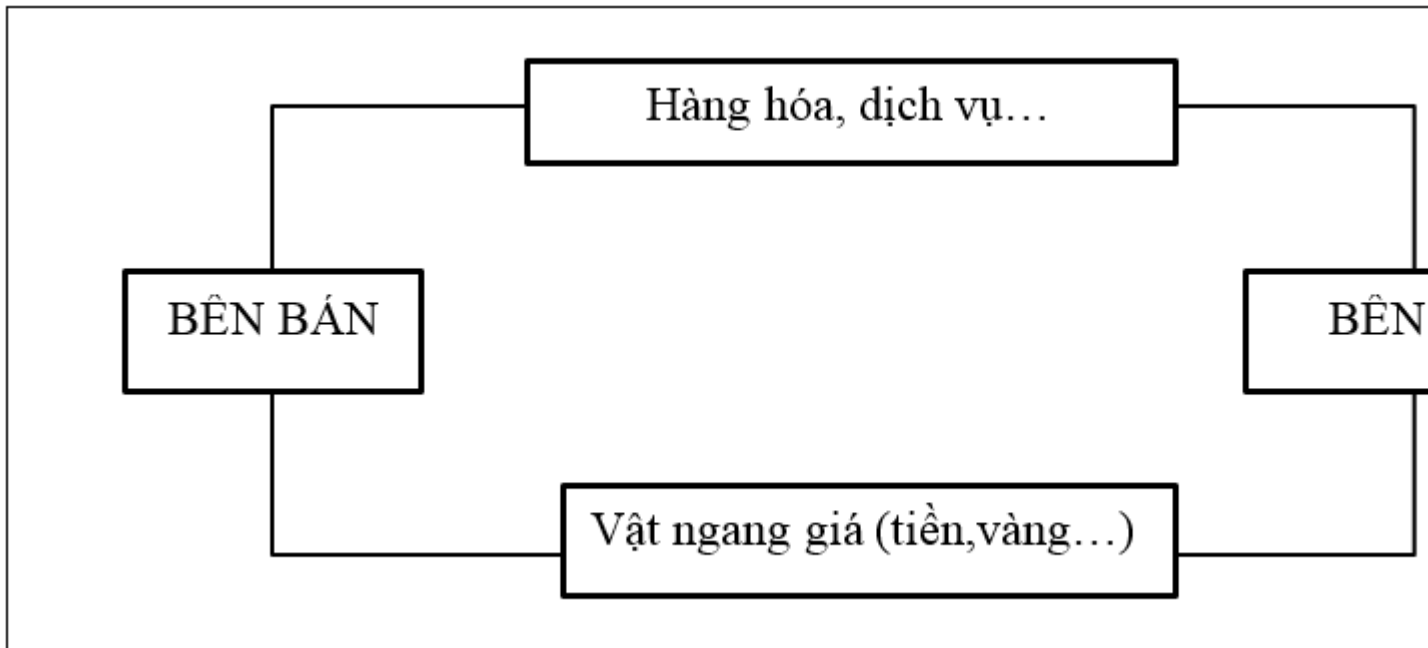 Hàng hóa, dịch vụ…
BÊN BÁN
BÊN
Vật ngang giá (tiền,vàng…)